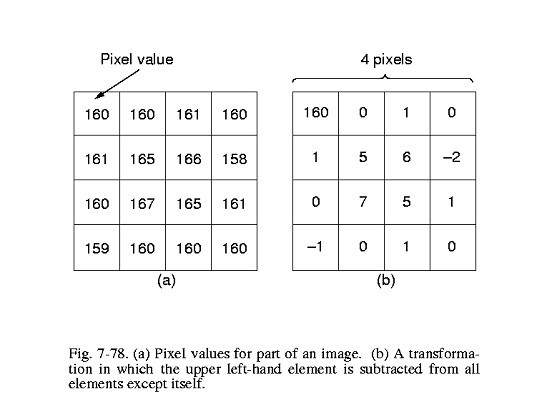 Pixel value
4 pixels
160 160 161 160
161 165 166 158
160 167 165 161
159 160 160 160
(a)
160 0 1 0
1 5 6 –2
0 7 5 1
–1 0 1 0
(b)
Fig. 7-78. (a) Pixel values for part of an image. (b) A transforma-
tion in which the upper left-hand element is subtracted from all
elements except itself.